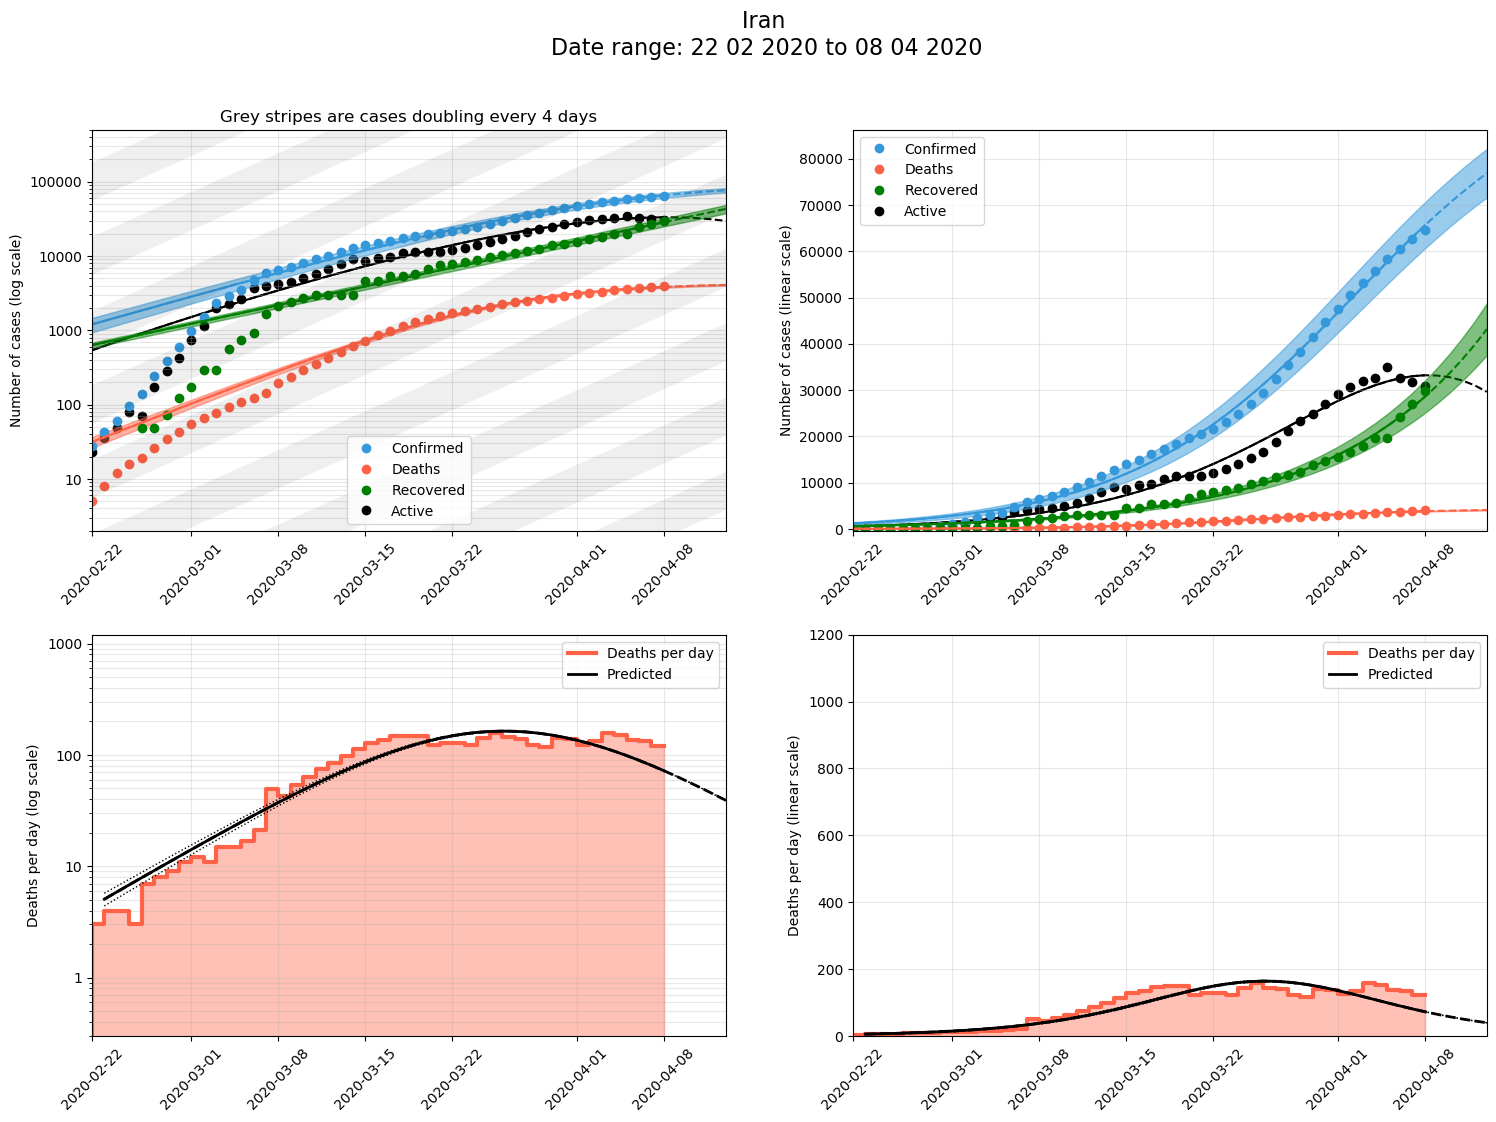 Iran
Date range: 22 02 2020 to 08 04 2020
Grey stripes are cases doubling every 4 days
Number of cases (log scale)
100000
10000
1000
100
10
Confirmed
Deaths
Recovered
Active
2020-02-22
2020-03-01
2020-03-08
2020-03-15
2020-03-22
2020-04-01
2020-04-08
Number of cases (linear scale)
80000
70000
60000
50000
40000
30000
20000
10000
0
Confirmed
Deaths
Recovered
Active
2020-02-22
2020-03-01
2020-03-08
2020-03-15
2020-03-22
2020-04-01
2020-04-08
Deaths per day (log scale)
1000
100
10
1
Deaths per day
Predicted
2020-02-22
2020-03-01
2020-03-08
2020-03-15
2020-03-22
2020-04-01
2020-04-08
Deaths per day (linear scale)
1200
1000
800
600
400
200
0
Deaths per day
Predicted
2020-02-22
2020-03-01
2020-03-08
2020-03-15
2020-03-22
2020-04-01
2020-04-08